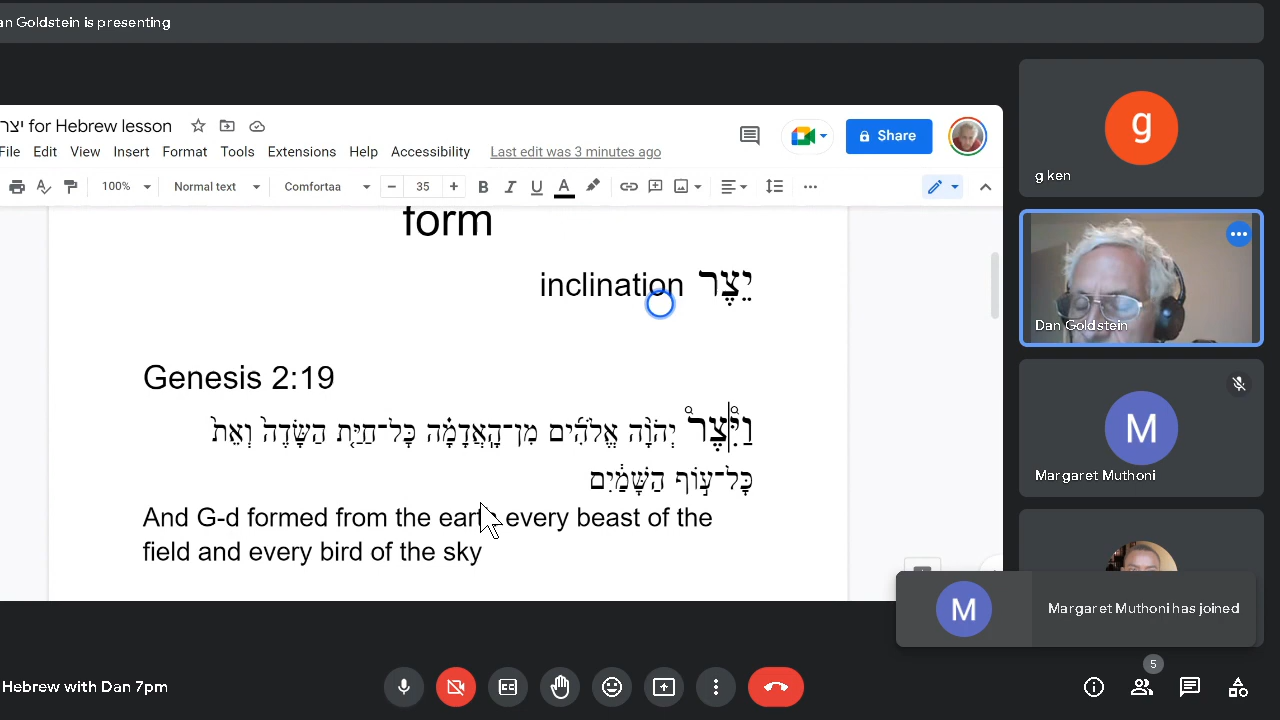 an Goldstein is presenting
יצר for Hebrew lesson
File Edit View Insert Format Tools Extensions Help Accessibility Last edit was 3 minutes ago
Share
100% Normal text Comfortaa − 35 + B I U A
form
יֵצֶר inclination
Genesis 2:19
וַיִּ֩צֶר֩ יְהֹוָ֨ה אֱלֹהִ֜ים מִן־הָֽאֲדָמָ֗ה כׇּל־חַיַּ֤ת הַשָּׂדֶה֙ וְאֵת֙
כׇּל־ע֣וֹף הַשָּׁמַ֔יִם
And G-d formed from the earth every beast of the
field and every bird of the sky
g
g ken
Dan Goldstein
M
Margaret Muthoni
M
Margaret Muthoni has joined
Hebrew with Dan 7pm
5